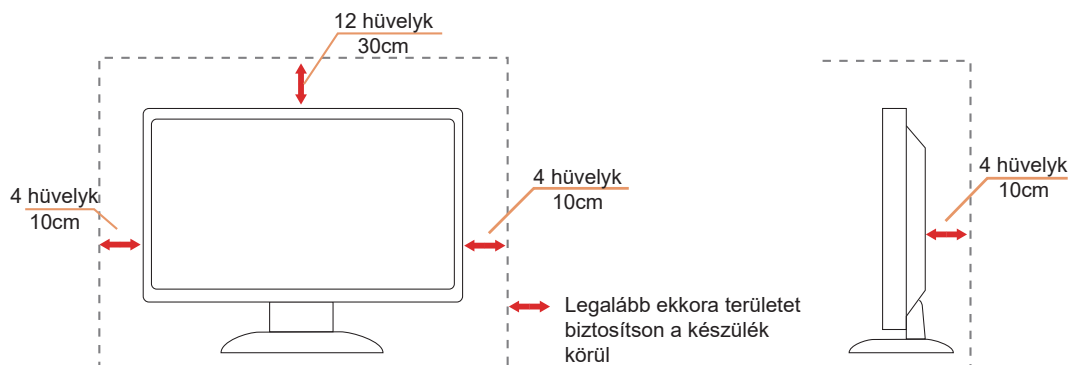 12 hüvelyk
30cm
4 hüvelyk
10cm
4 hüvelyk
10cm
4 hüvelyk
10cm
Legalább ekkora területet
biztosítson a készülék
körül